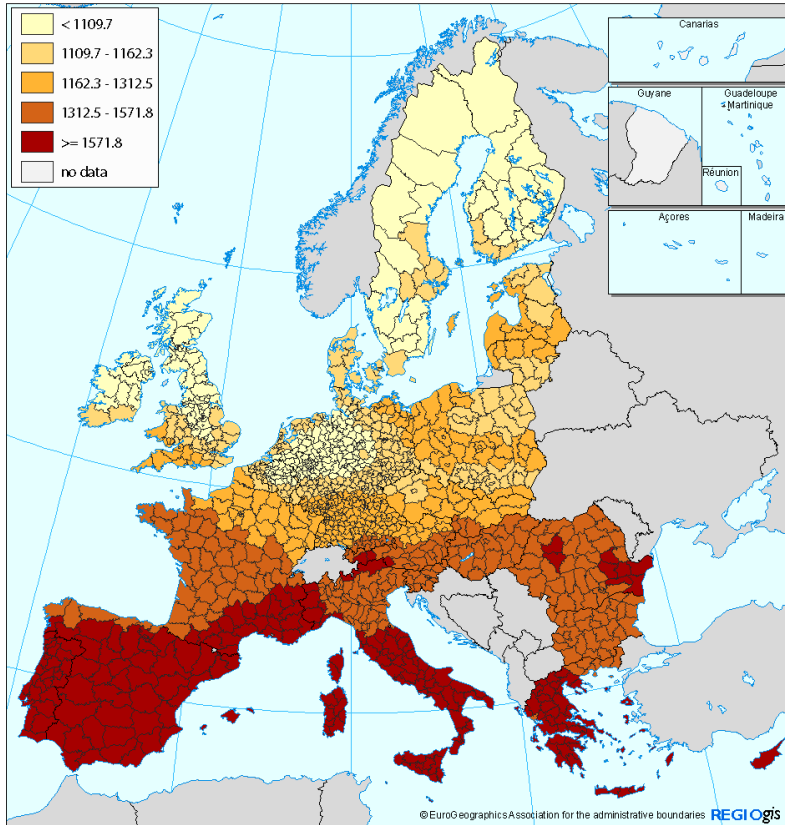 < 1109.7
1109.7 - 1162.3
1162.3 - 1312.5
1312.5 - 1571.8
>= 1571.8
no data
Canarias
Guyane
Guadeloupe
Martinique
Réunion
Açores
Madeira
© EuroGeographics Association for the administrative boundaries REGIOgis